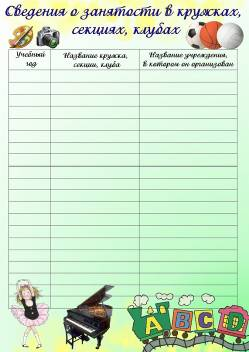 Сведения о занятости в кружках,
секциях, клубах
Учебный
год
Название кружка,
секции, клуба
Название учреждения,
в котором он организован
A B C D